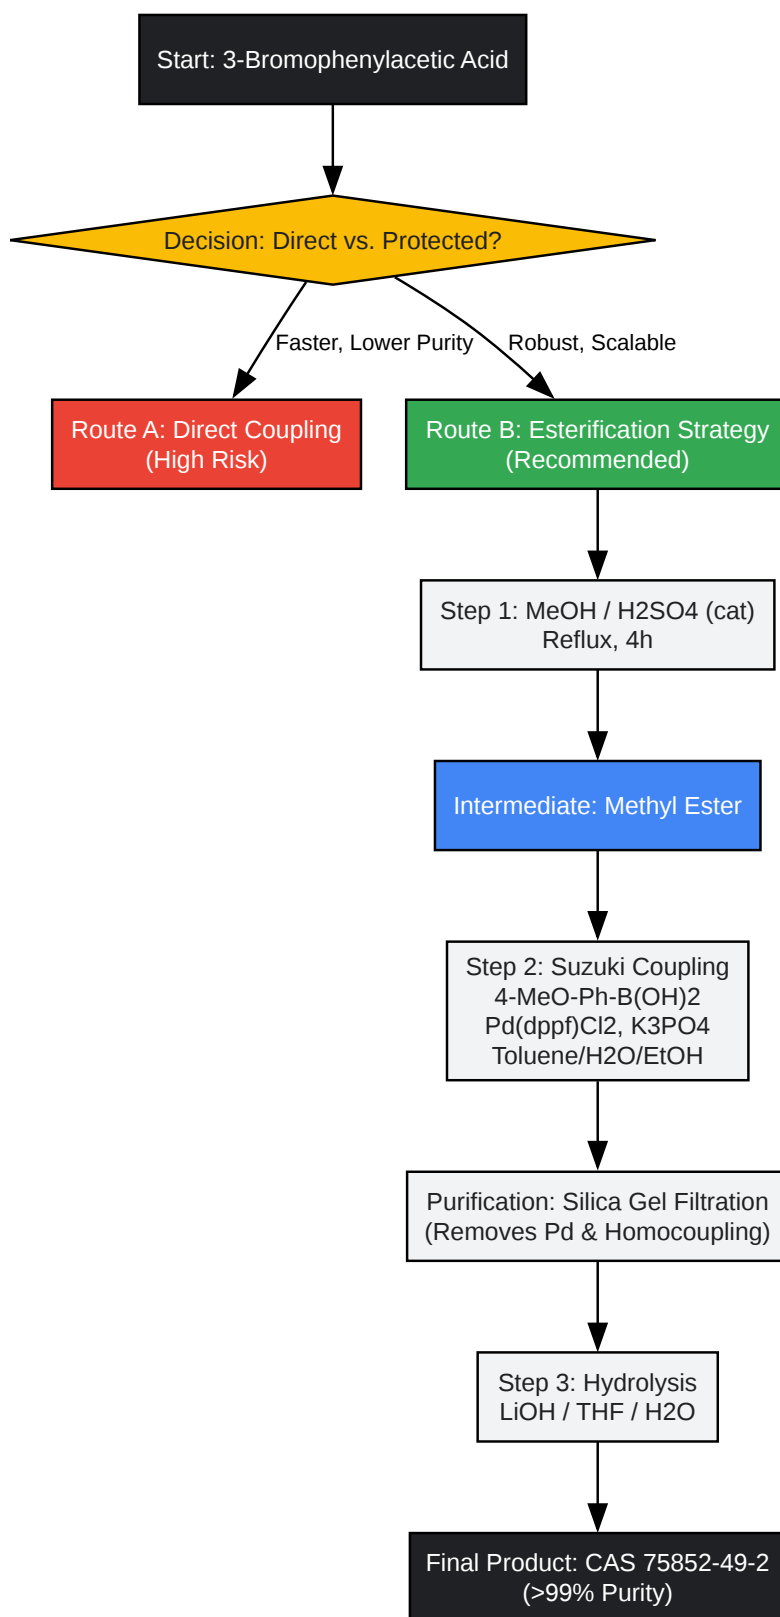 Start: 3-Bromophenylacetic Acid
Decision: Direct vs. Protected?
Faster, Lower Purity
Robust, Scalable
Route A: Direct Coupling
(High Risk)
Route B: Esterification Strategy
(Recommended)
Step 1: MeOH / H2SO4 (cat)
Reflux, 4h
Intermediate: Methyl Ester
Step 2: Suzuki Coupling
4-MeO-Ph-B(OH)2
Pd(dppf)Cl2, K3PO4
Toluene/H2O/EtOH
Purification: Silica Gel Filtration
(Removes Pd & Homocoupling)
Step 3: Hydrolysis
LiOH / THF / H2O
Final Product: CAS 75852-49-2
(>99% Purity)